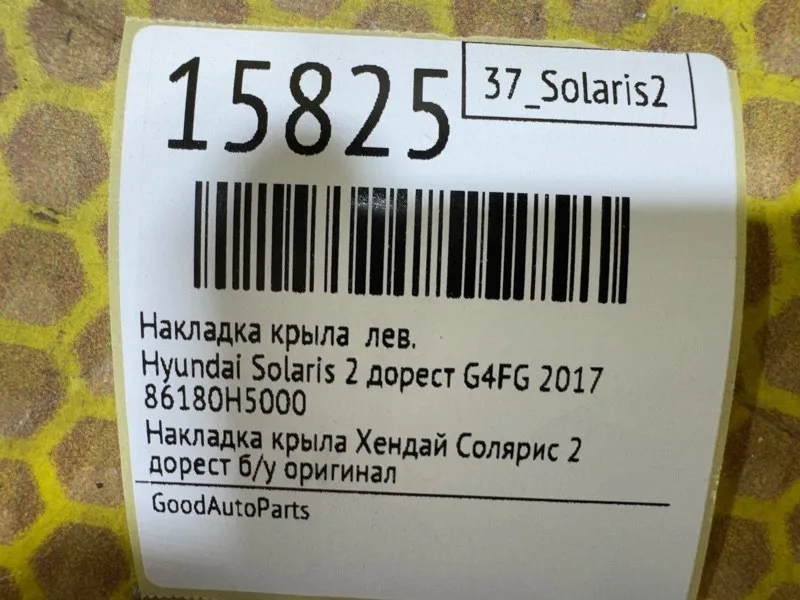 15825
37_Solaris2
Накладка крыла лев.
Hyundai Solaris 2 дорест G4FG 2017
86180H5000
Накладка крыла Хендай Солярис 2
дорест б/у оригинал
GoodAutoParts